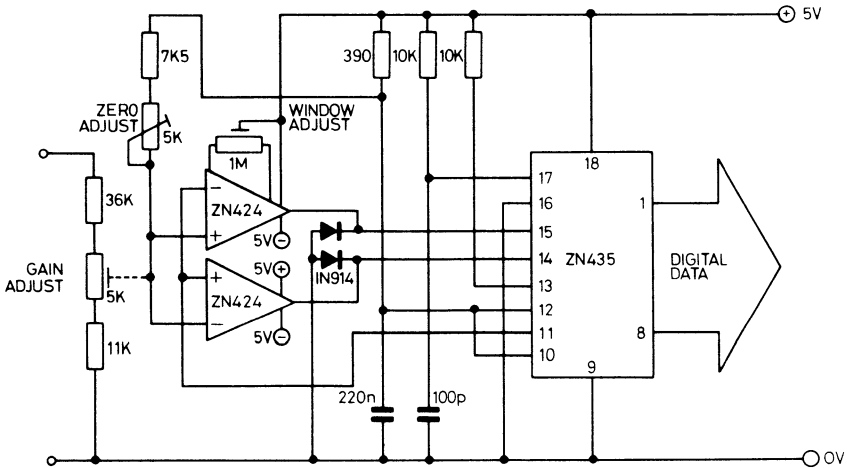 5V
7K5
390
10K
10K
ZERO
ADJUST
5K
WINDOW
ADJUST
1M
36K
ZN424
5V
GAIN
ADJUST
5K
5V
ZN424
5V
IN914
11K
18
17
16
15
14
13
12
11
10
9
ZN435
1
8
DIGITAL
DATA
220n
100p
0V
−
+
+
−